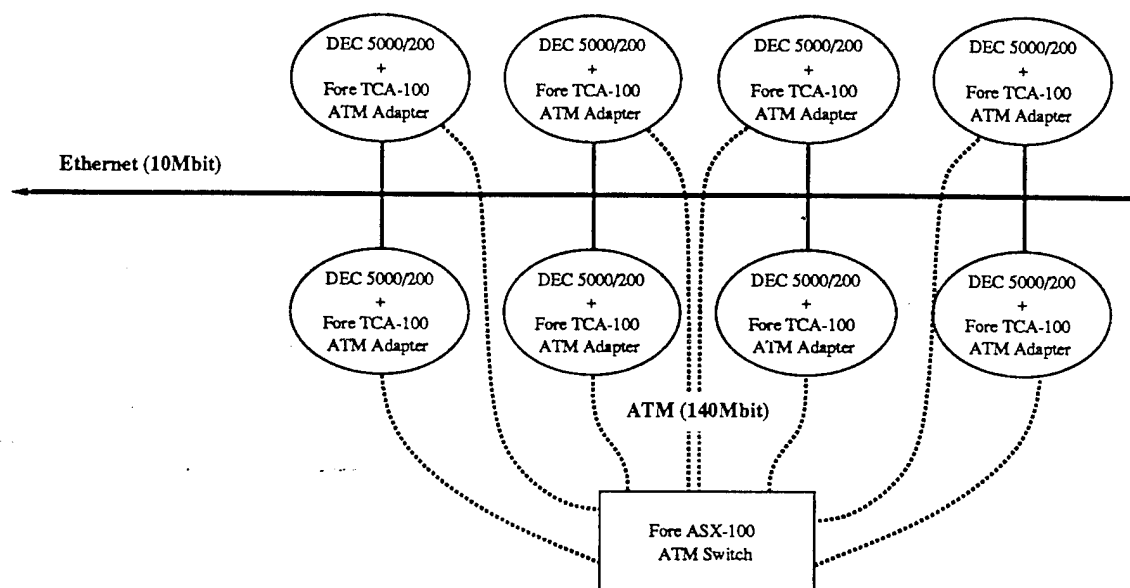 DEC 5000/200
+
Fore TCA-100
ATM Adapter
DEC 5000/200
+
Fore TCA-100
ATM Adapter
DEC 5000/200
+
Fore TCA-100
ATM Adapter
DEC 5000/200
+
Fore TCA-100
ATM Adapter
Ethernet (10Mbit)
DEC 5000/200
+
Fore TCA-100
ATM Adapter
DEC 5000/200
+
Fore TCA-100
ATM Adapter
DEC 5000/200
+
Fore TCA-100
ATM Adapter
DEC 5000/200
+
Fore TCA-100
ATM Adapter
ATM (140Mbit)
Fore ASX-100
ATM Switch